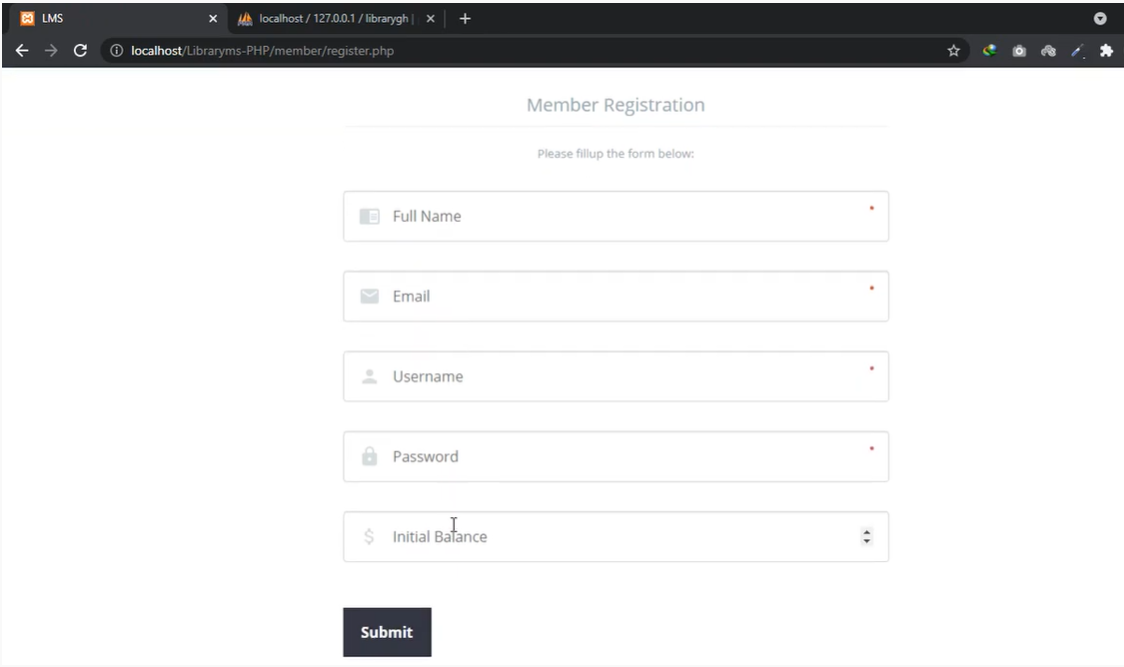 LMS
localhost / 127.0.0.1 / librarygh |
localhost/Libraryms-PHP/member/register.php
Member Registration
Please fillup the form below:
Full Name *
Email *
Username *
Password *
$ Initial Balance
Submit